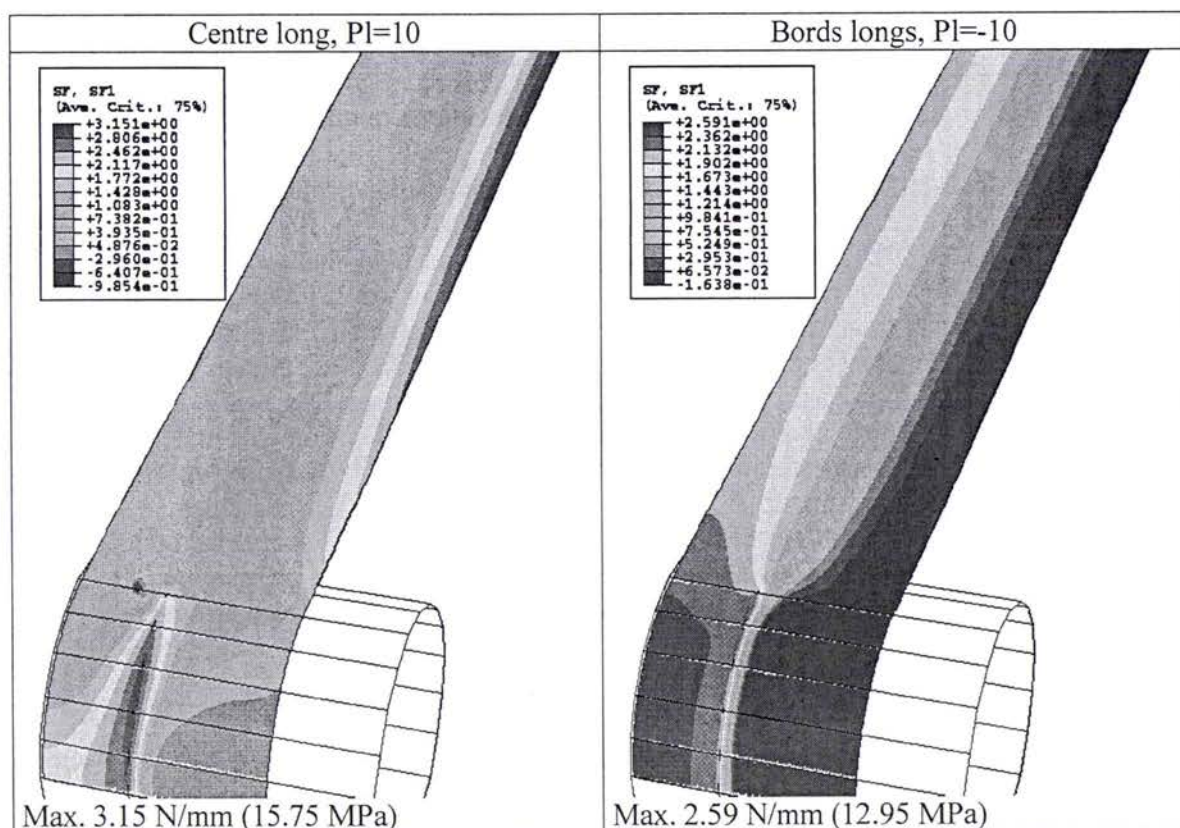 Centre long, Pl=10
Bords longs, Pl=-10
SF, SF1
(Ave. Crit.: 75%)
+3.151e+00
+2.806e+00
+2.462e+00
+2.117e+00
+1.772e+00
+1.428e+00
+1.083e+00
+7.382e-01
+3.935e-01
+4.876e-02
-2.960e-01
-6.407e-01
-9.854e-01
SF, SF1
(Ave. Crit.: 75%)
+2.591e+00
+2.362e+00
+2.132e+00
+1.902e+00
+1.673e+00
+1.443e+00
+1.214e+00
+9.841e-01
+7.545e-01
+5.249e-01
+2.953e-01
+6.573e-02
-1.638e-01
Max. 3.15 N/mm (15.75 MPa)
Max. 2.59 N/mm (12.95 MPa)